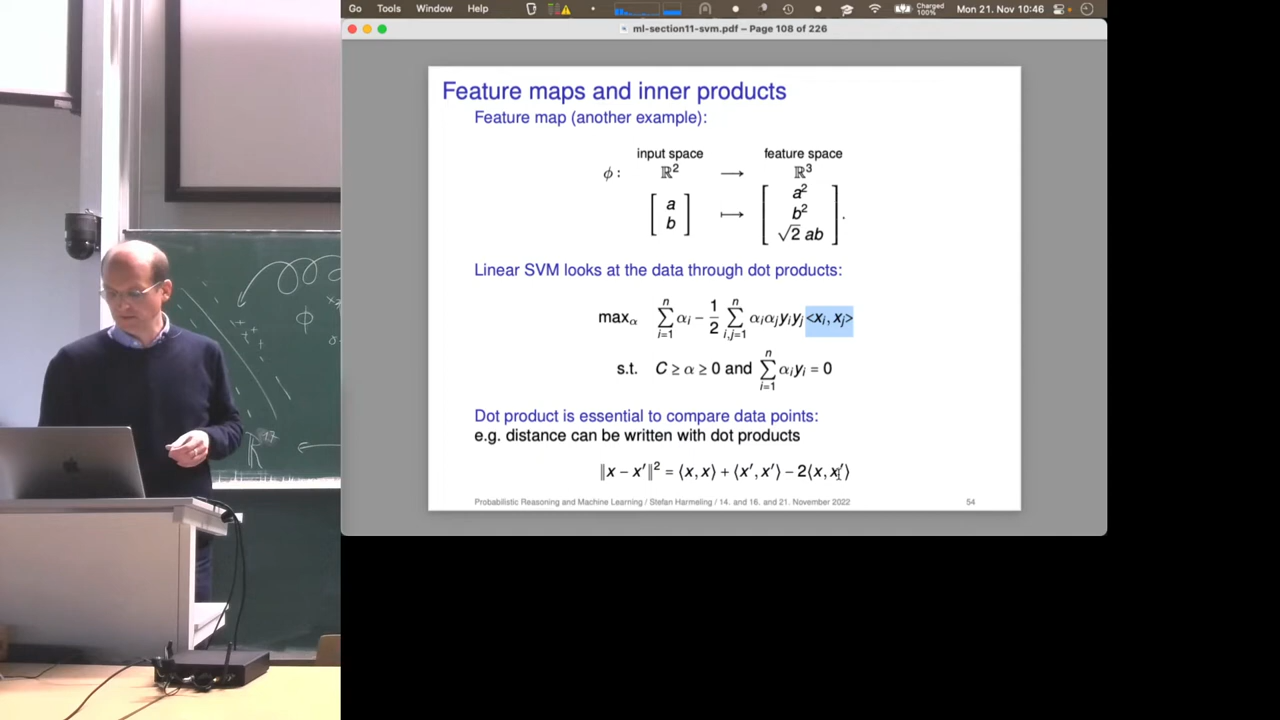 Go Tools Window Help Charged 100% Mon 21. Nov 10:46
ml-section11-svm.pdf – Page 108 of 226
Feature maps and inner products
Feature map (another example):
input space feature space
ϕ : ℝ² ⟶ ℝ³
[a b] ⟼ [a² b² √2 ab].
Linear SVM looks at the data through dot products:
max_α ∑_{i=1}^{n} α_i − 1/2 ∑_{i,j=1}^{n} α_i α_j y_i y_j <x_i, x_j>
s.t. C ≥ α ≥ 0 and ∑_{i=1}^{n} α_i y_i = 0
Dot product is essential to compare data points:
e.g. distance can be written with dot products
‖x − x′‖² = ⟨x, x⟩ + ⟨x′, x′⟩ − 2⟨x, x′⟩
Probabilistic Reasoning and Machine Learning / Stefan Harmeling / 14. and 16. and 21. November 2022 54
ϕ